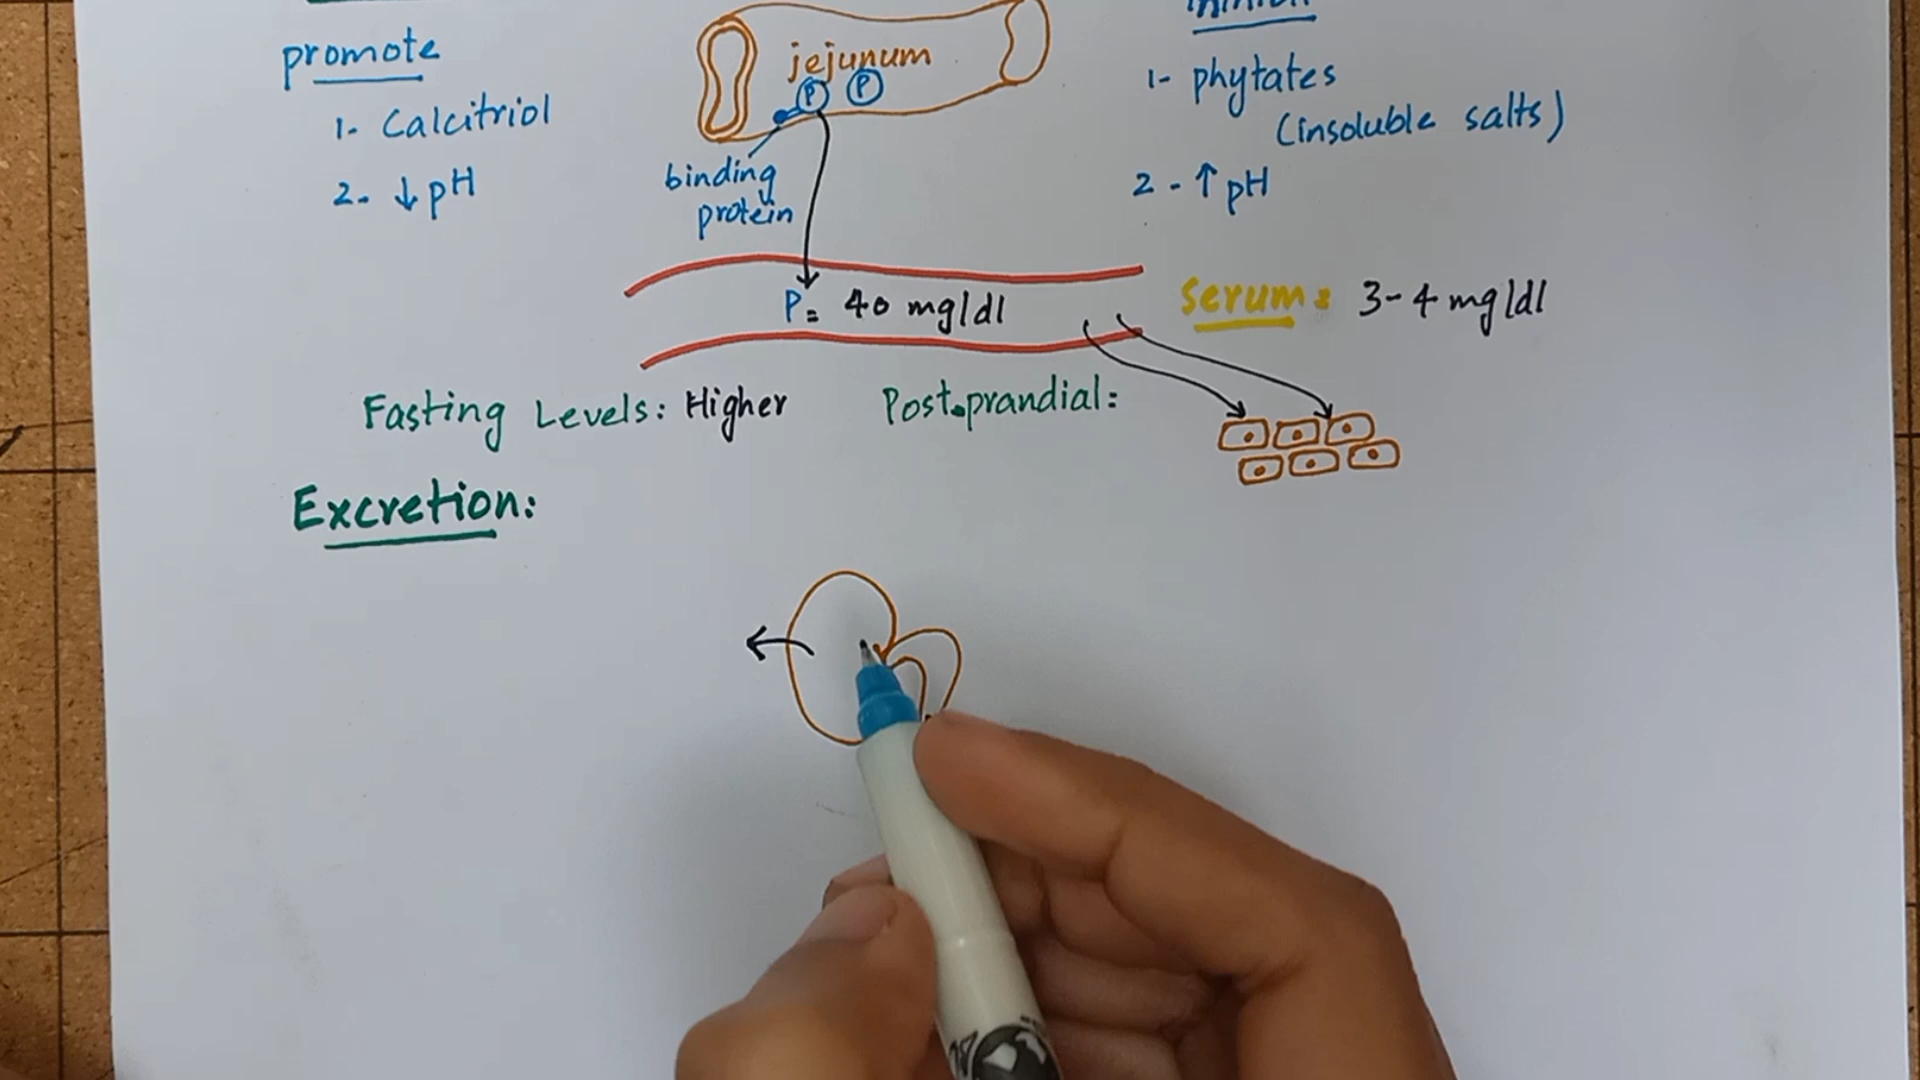 promote
1- Calcitriol
2- ↓ pH
jejunum
P P
binding
protein
1- phytates
(insoluble salts)
2 - ↑ pH
P= 40 mg/dl
Serum: 3-4 mg/dl
Fasting Levels: Higher
Post.prandial:
Excretion: